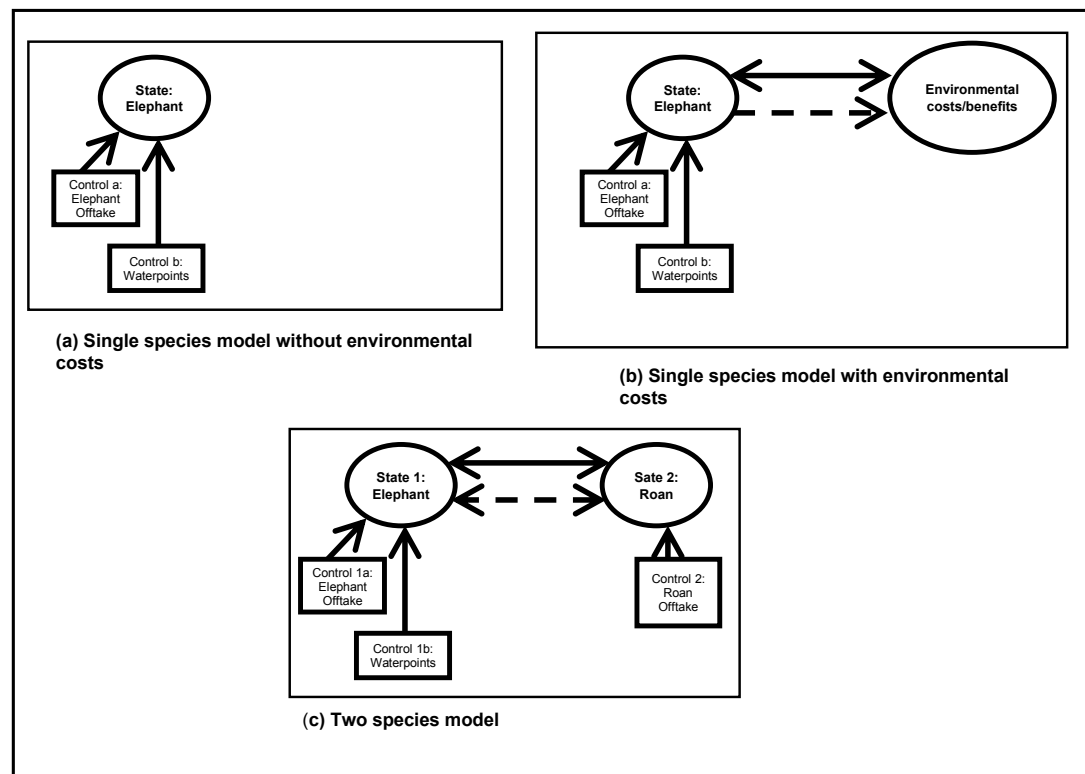 State:
Elephant
Control a:
Elephant
Offtake
Control b:
Waterpoints
(a) Single species model without environmental
costs
State:
Elephant
Environmental
costs/benefits
Control a:
Elephant
Offtake
Control b:
Waterpoints
(b) Single species model with environmental
costs
State 1:
Elephant
Sate 2:
Roan
Control 1a:
Elephant
Offtake
Control 2:
Roan
Offtake
Control 1b:
Waterpoints
(c) Two species model